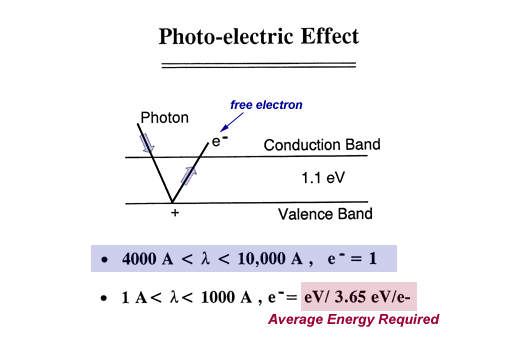 Photo-electric Effect
free electron
Photon
e-
Conduction Band
1.1 eV
+
Valence Band
• 4000 A < λ < 10,000 A , e- = 1
• 1 A< λ< 1000 A , e-= eV/ 3.65 eV/e-
Average Energy Required